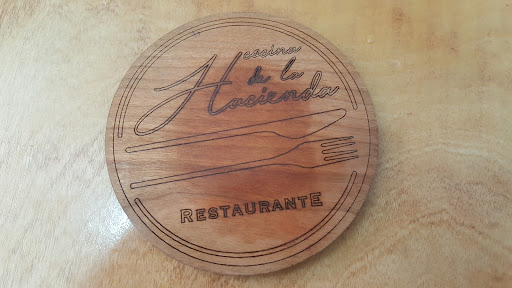 cocina
de la
Hacienda
RESTAURANTE